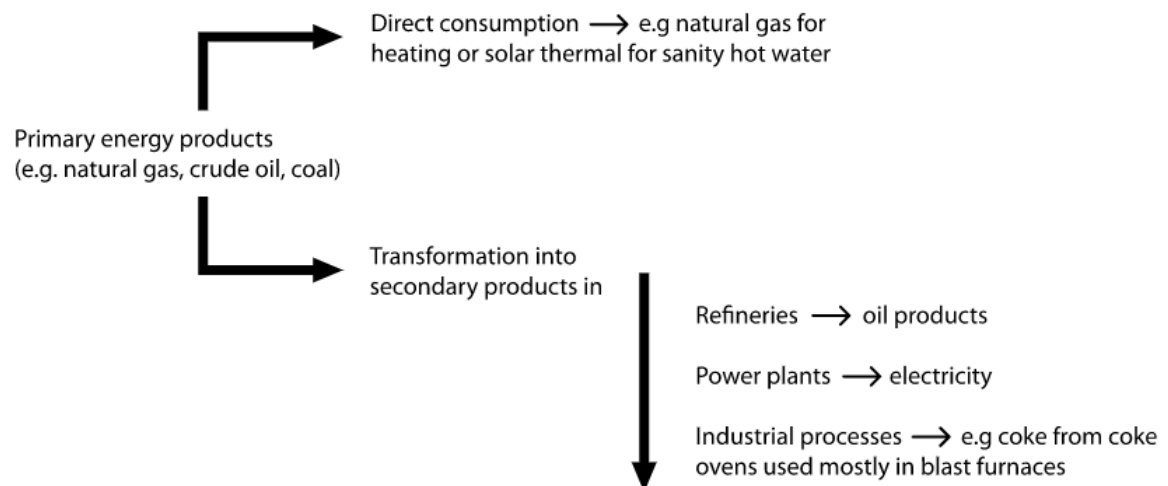 Direct consumption → e.g natural gas for
heating or solar thermal for sanity hot water
Primary energy products
(e.g. natural gas, crude oil, coal)
Transformation into
secondary products in
Refineries → oil products
Power plants → electricity
Industrial processes → e.g coke from coke
ovens used mostly in blast furnaces